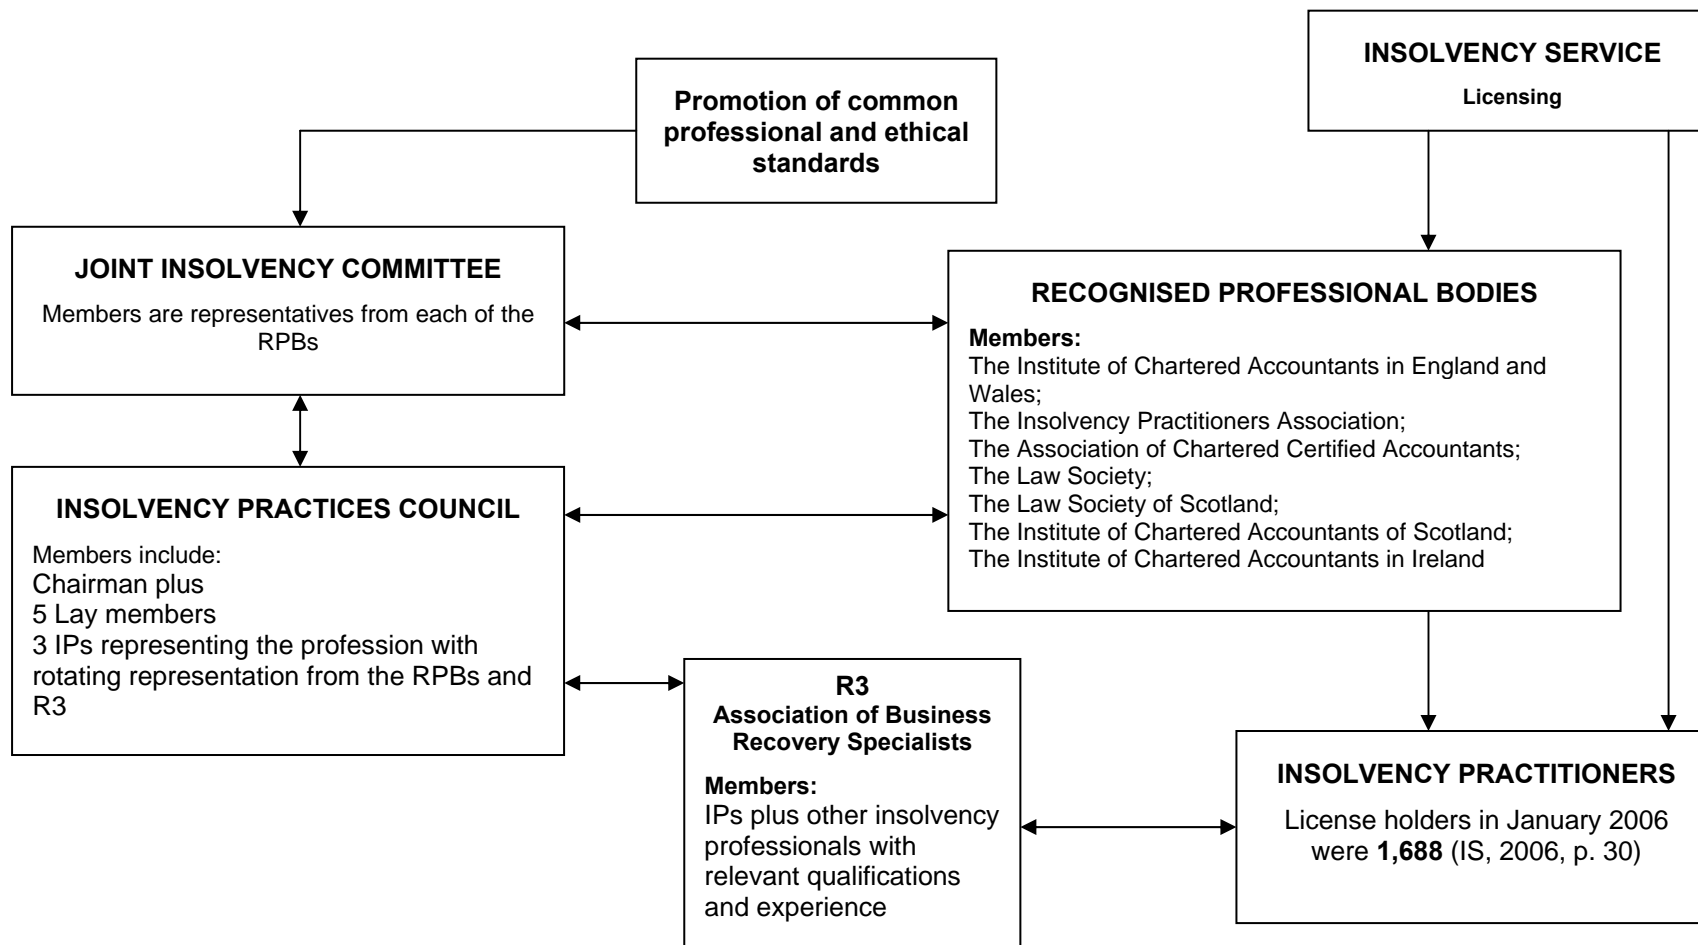 INSOLVENCY SERVICE
Licensing
Promotion of common
professional and ethical
standards
JOINT INSOLVENCY COMMITTEE
Members are representatives from each of the
RPBs
RECOGNISED PROFESSIONAL BODIES
Members:
The Institute of Chartered Accountants in England and
Wales;
The Insolvency Practitioners Association;
The Association of Chartered Certified Accountants;
The Law Society;
The Law Society of Scotland;
The Institute of Chartered Accountants of Scotland;
The Institute of Chartered Accountants in Ireland
INSOLVENCY PRACTICES COUNCIL
Members include:
Chairman plus
5 Lay members
3 IPs representing the profession with
rotating representation from the RPBs and
R3
R3
Association of Business
Recovery Specialists
Members:
IPs plus other insolvency
professionals with
relevant qualifications
and experience
INSOLVENCY PRACTITIONERS
License holders in January 2006
were 1,688 (IS, 2006, p. 30)